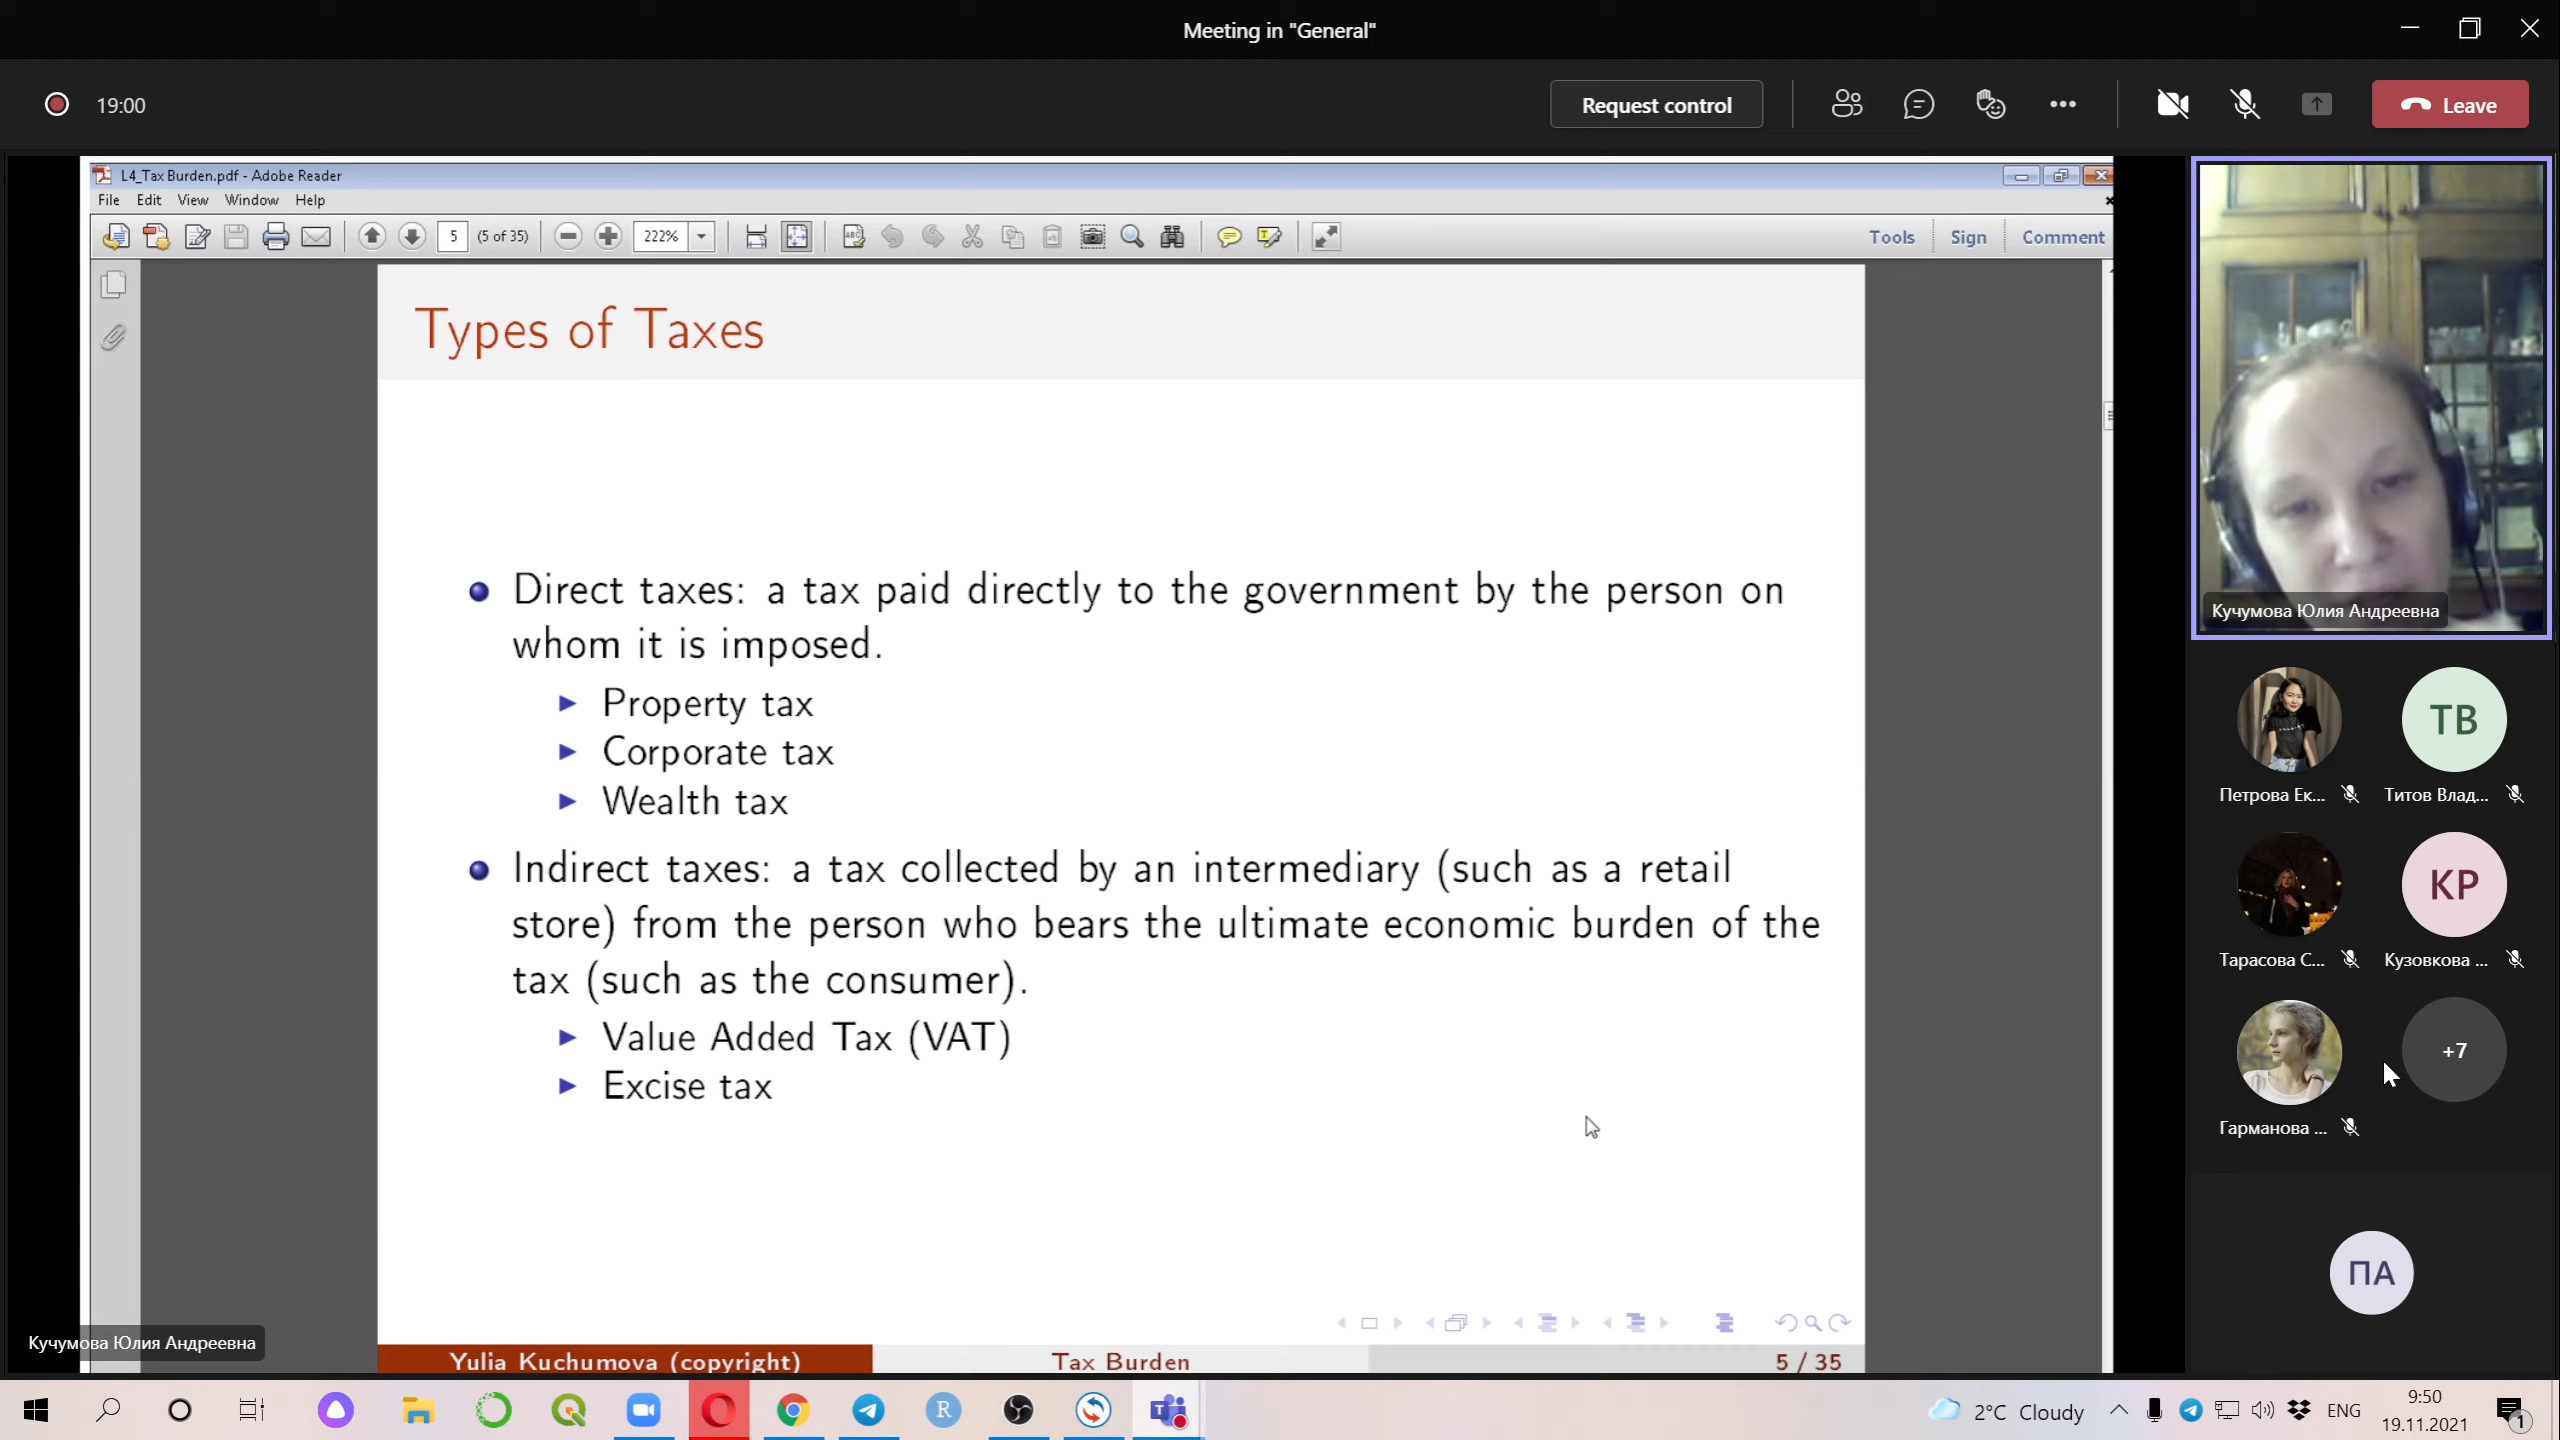 Meeting in "General"
19:00
Request control
Leave
L4_Tax Burden.pdf - Adobe Reader
File Edit View Window Help
5 (5 of 35) 222% Tools Sign Comment
Types of Taxes
Direct taxes: a tax paid directly to the government by the person on
whom it is imposed.
Property tax
Corporate tax
Wealth tax
Indirect taxes: a tax collected by an intermediary (such as a retail
store) from the person who bears the ultimate economic burden of the
tax (such as the consumer).
Value Added Tax (VAT)
Excise tax
Yulia Kuchumova (copyright) Tax Burden 5 / 35
Кучумова Юлия Андреевна
Кучумова Юлия Андреевна
ТВ
Петрова Ек... Титов Влад...
КР
Тарасова С... Кузовкова ...
+7
Гарманова ...
ПА
2°C Cloudy ENG 9:50
19.11.2021
1